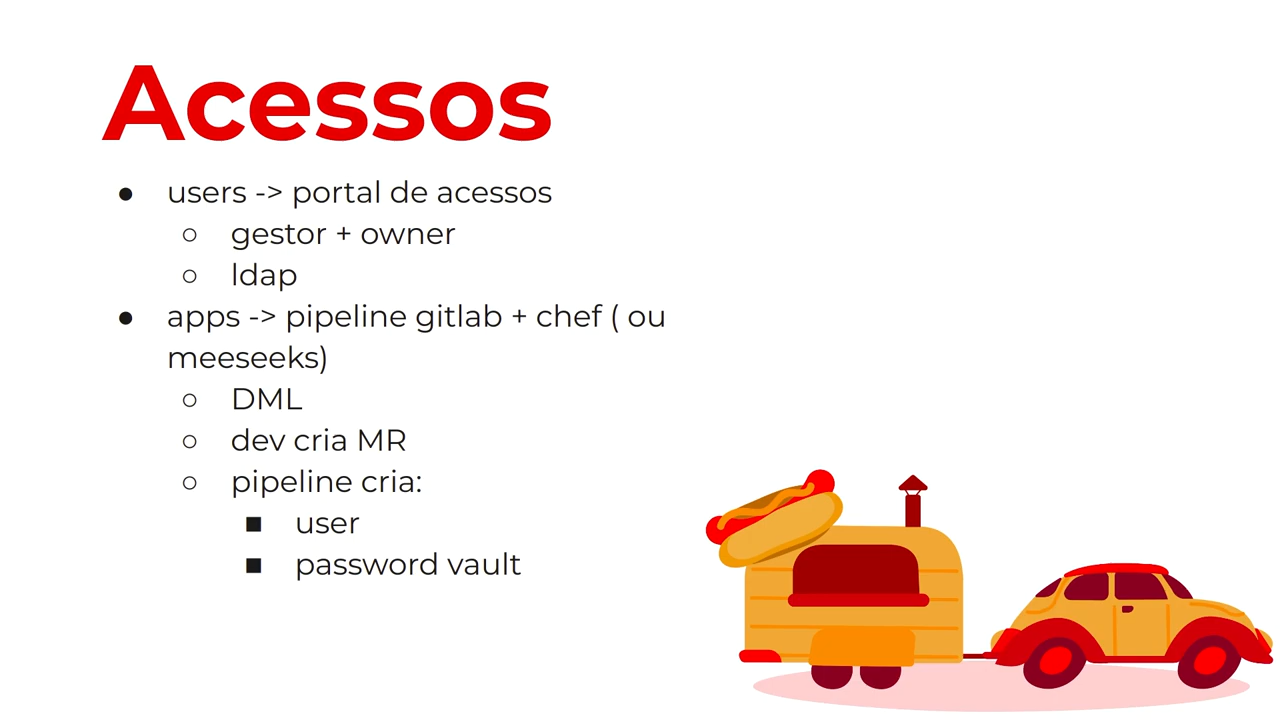 Acessos
● users -> portal de acessos
○ gestor + owner
○ ldap
● apps -> pipeline gitlab + chef ( ou
meeseeks)
○ DML
○ dev cria MR
○ pipeline cria:
■ user
■ password vault